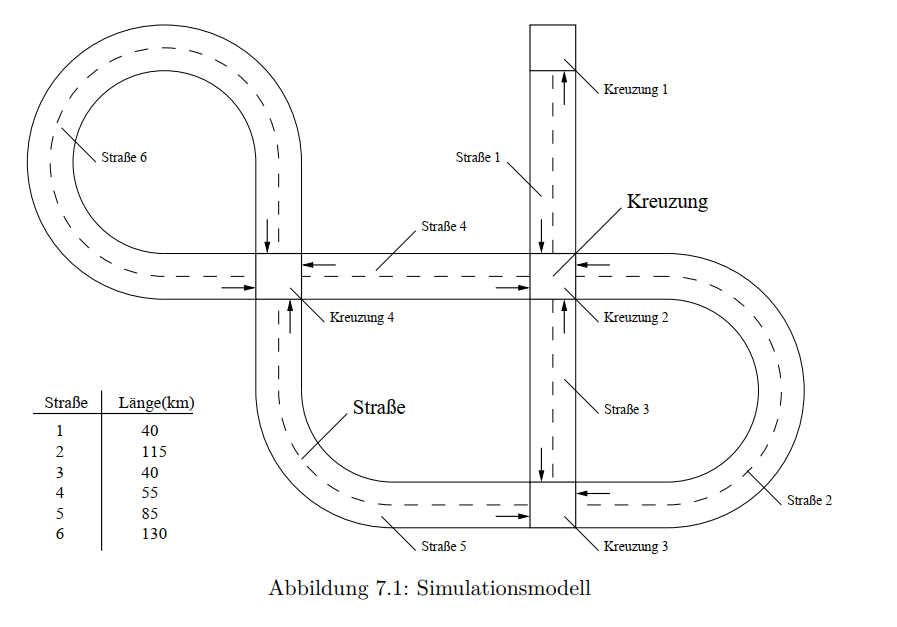 Kreuzung 1
Straße 6
Straße 1
Kreuzung
Straße 4
Kreuzung 4
Kreuzung 2
Straße
Straße 3
Straße Länge(km)
1 40
2 115
3 40
4 55
5 85
6 130
Straße 2
Straße 5
Kreuzung 3
Abbildung 7.1: Simulationsmodell